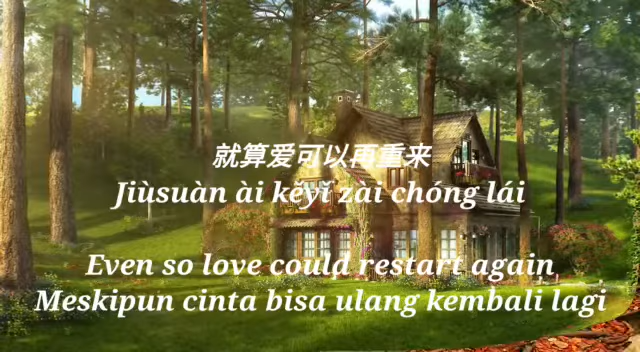 就算爱可以再重来
Jiùsuàn ài kěyǐ zài chóng lái
Even so love could restart again
Meskipun cinta bisa ulang kembali lagi